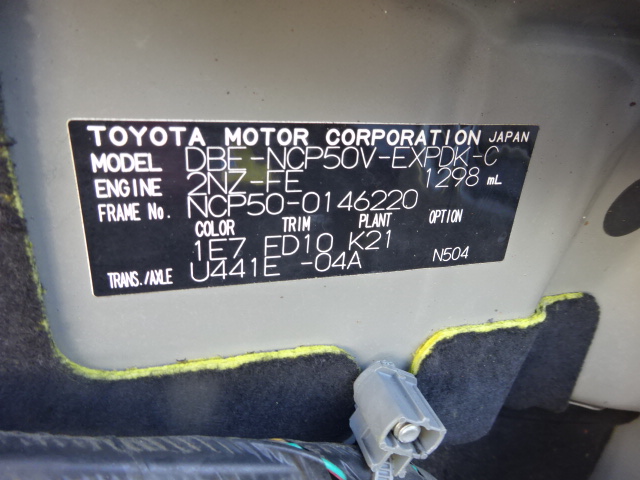 TOYOTA MOTOR CORPORATION JAPAN
MODEL DBE-NCP50V-EXPDK-C
ENGINE 2NZ-FE 1298 mL
FRAME No. NCP50-0146220
COLOR TRIM PLANT OPTION
1E7 ED10 K21
TRANS./AXLE U441E -04A N504